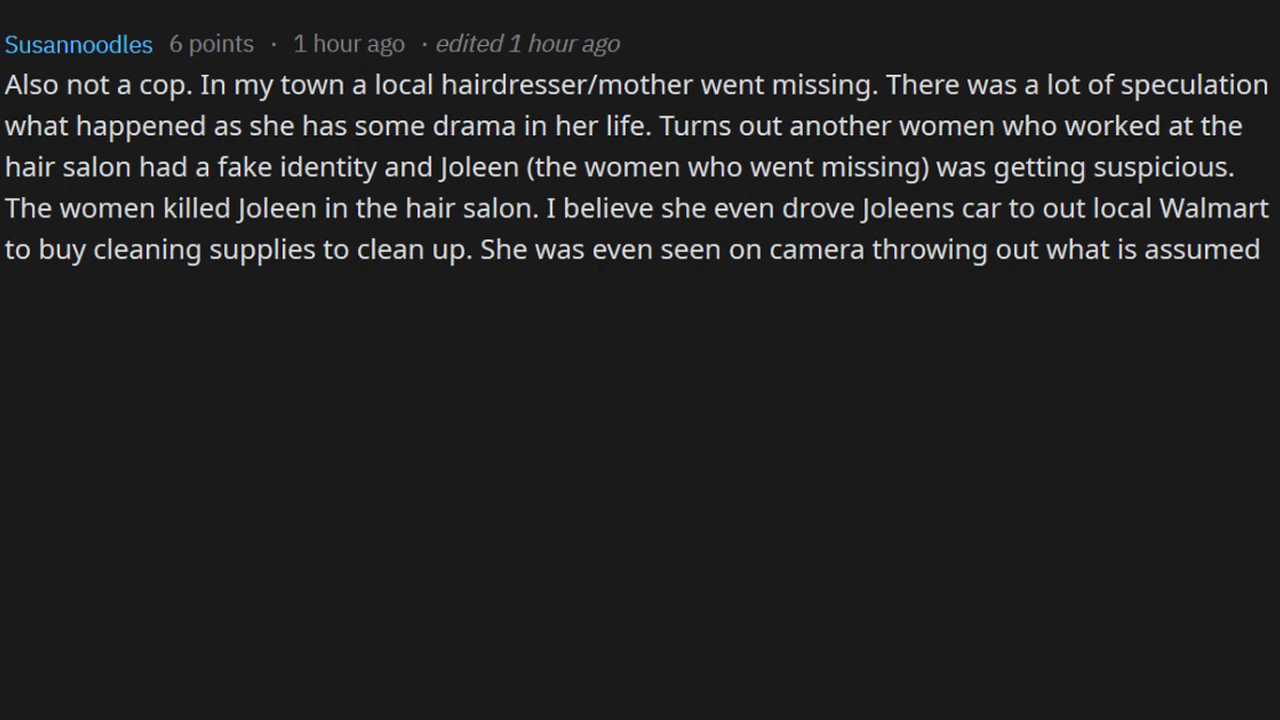 Susannoodles 6 points · 1 hour ago · edited 1 hour ago
Also not a cop. In my town a local hairdresser/mother went missing. There was a lot of speculation
what happened as she has some drama in her life. Turns out another women who worked at the
hair salon had a fake identity and Joleen (the women who went missing) was getting suspicious.
The women killed Joleen in the hair salon. I believe she even drove Joleens car to out local Walmart
to buy cleaning supplies to clean up. She was even seen on camera throwing out what is assumed